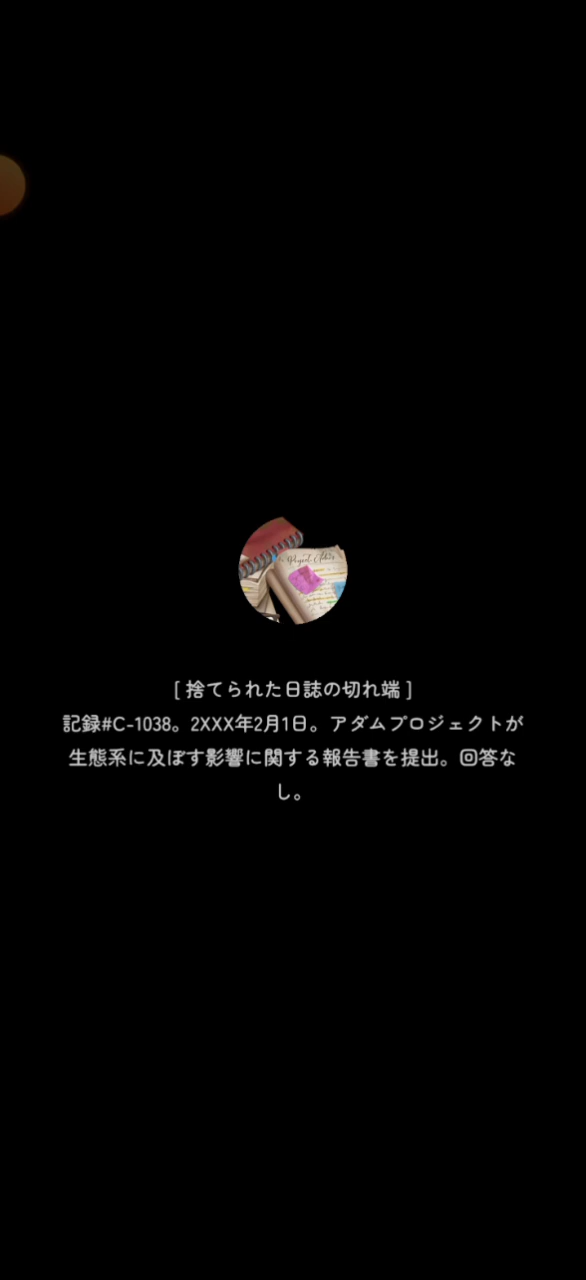 [ 捨てられた日誌の切れ端 ]
記録#C-1038。2XXX年2月1日。アダムプロジェクトが
生態系に及ぼす影響に関する報告書を提出。回答な
し。